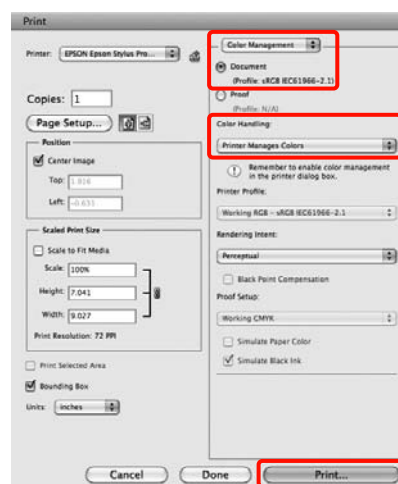 Print
Printer: EPSON Epson Stylus Pro...
Copies: 1
Page Setup...
Position
Center Image
Top: 1.816
Left: -0.633
Scaled Print Size
Scale to Fit Media
Scale: 100%
Height: 7.041
Width: 9.027
Print Resolution: 72 PPI
Print Selected Area
Bounding Box
Units: inches
Color Management
Document
(Profile: sRGB IEC61966-2.1)
Proof
(Profile: N/A)
Color Handling:
Printer Manages Colors
Remember to enable color management
in the printer dialog box.
Printer Profile:
Working RGB - sRGB IEC61966-2.1
Rendering Intent:
Perceptual
Black Point Compensation
Proof Setup:
Working CMYK
Simulate Paper Color
Simulate Black Ink
Cancel
Done
Print...